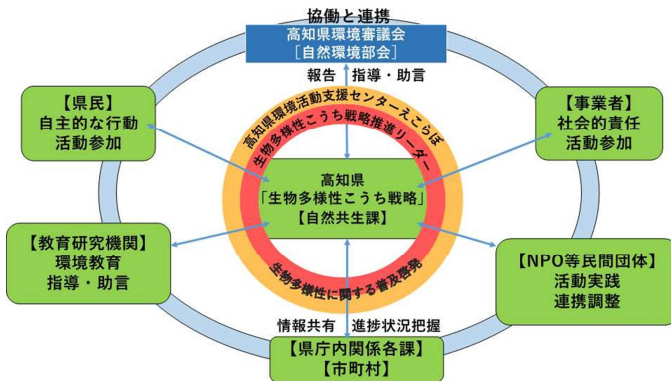 協働と連携
高知県環境審議会
［自然環境部会］
報告 指導・助言
【県民】
自主的な行動
活動参加
【事業者】
社会的責任
活動参加
高知県環境活動支援センターえこらぼ
生物多様性こうち戦略推進リーダー
高知県
「生物多様性こうち戦略」
【自然共生課】
生物多様性に関する普及啓発
【教育研究機関】
環境教育
指導・助言
【NPO等民間団体】
活動実践
連携調整
情報共有 進捗状況把握
【県庁内関係各課】
【市町村】